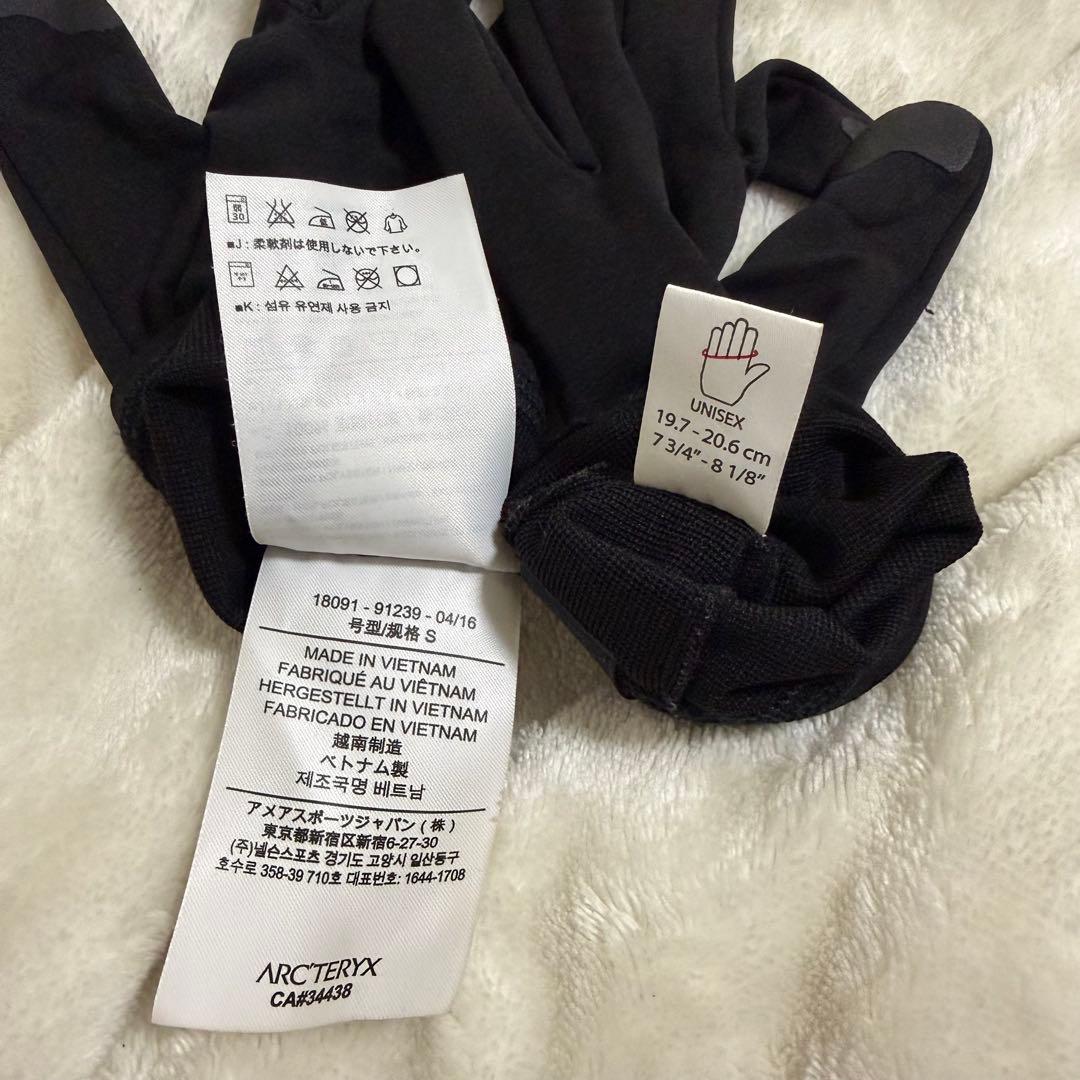 弱
30
■J : 柔軟剤は使用しないで下さい。
■K : 섬유 유연제 사용 금지
UNISEX
19.7 - 20.6 cm
7 3/4" - 8 1/8"
18091 - 91239 - 04/16
号型/规格 S
MADE IN VIETNAM
FABRIQUÉ AU VIÊTNAM
HERGESTELLT IN VIETNAM
FABRICADO EN VIETNAM
越南制造
ベトナム製
제조국명 베트남
アメアスポーツジャパン ( 株 )
東京都新宿区新宿6-27-30
(주)넬슨스포츠 경기도 고양시 일산동구
호수로 358-39 710호 대표번호: 1644-1708
ARC'TERYX
CA#34438